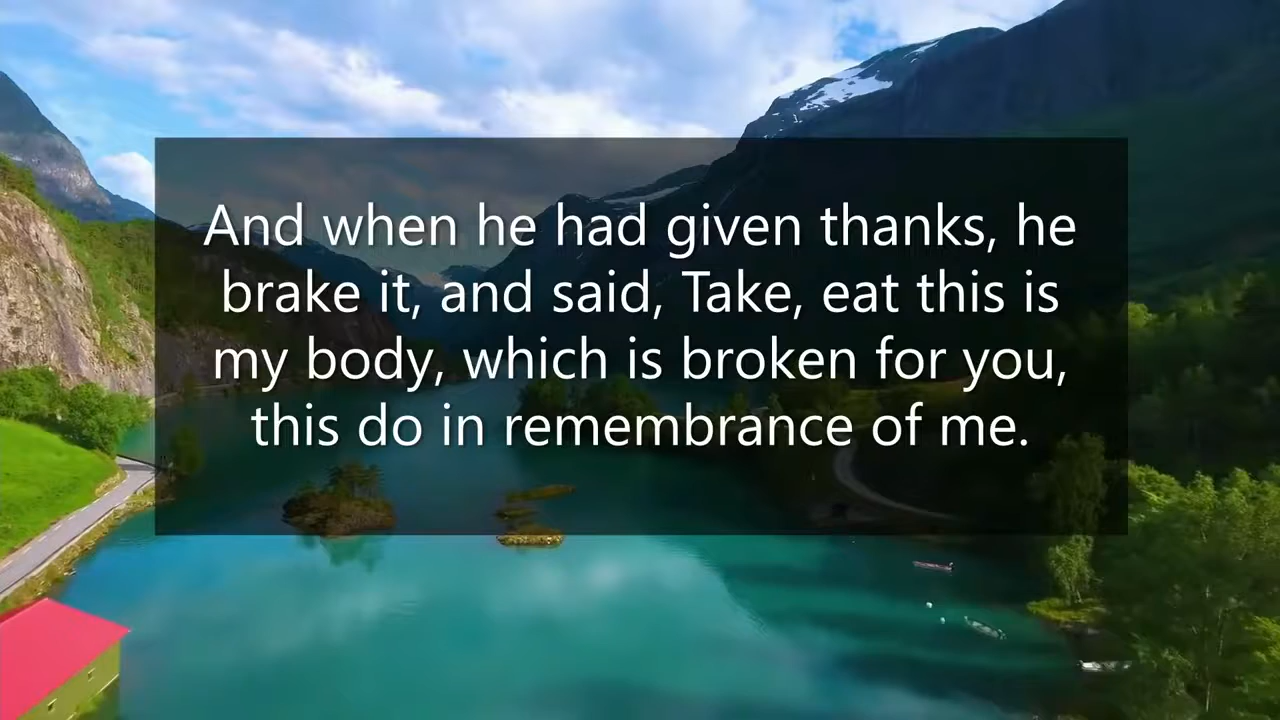 And when he had given thanks, he
brake it, and said, Take, eat this is
my body, which is broken for you,
this do in remembrance of me.